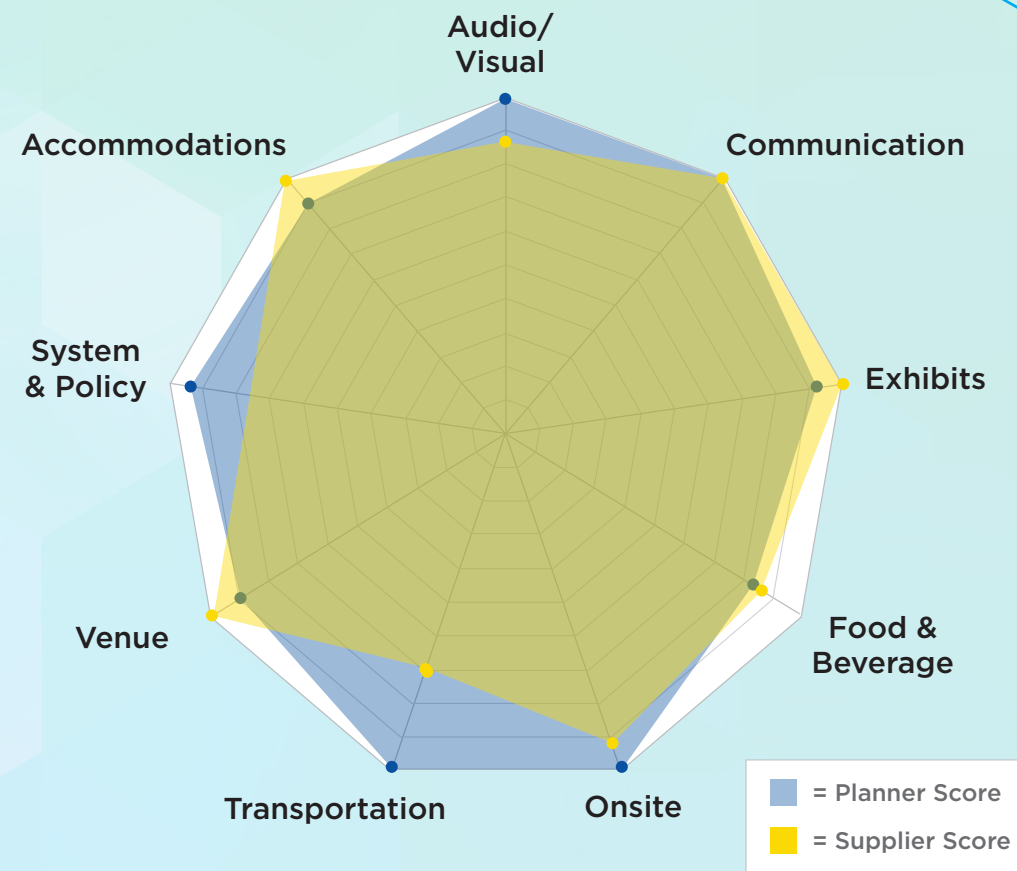 Audio/
Visual
Accommodations
Communication
System
& Policy
Exhibits
Venue
Food &
Beverage
Transportation
Onsite
= Planner Score
= Supplier Score